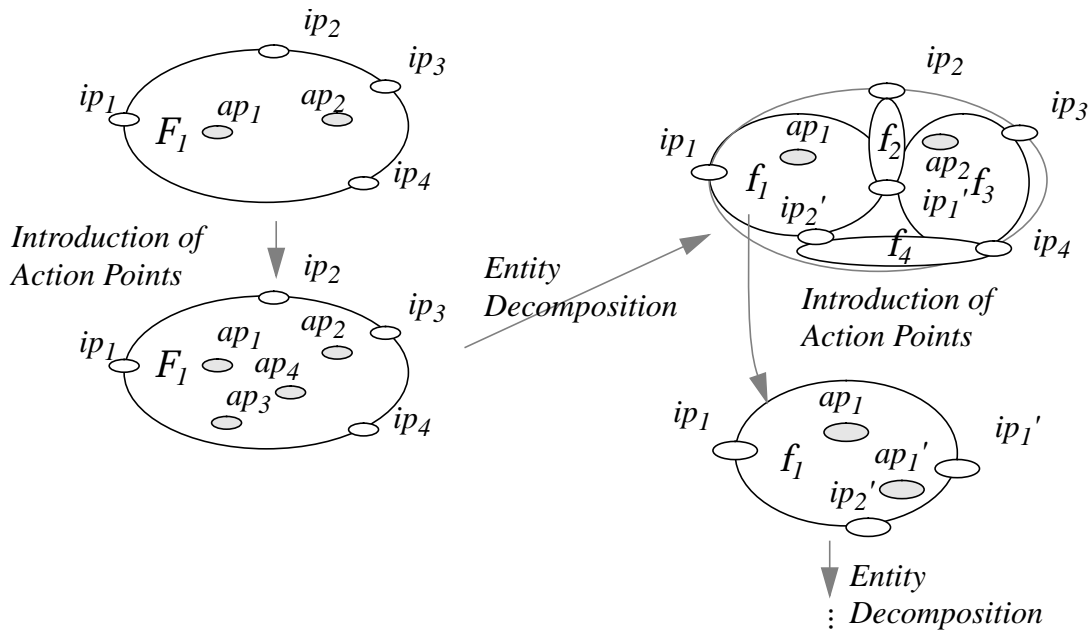 ip2
ip3
ip1
ap1
ap2
F1
ip4
Introduction of
Action Points
ip2
ip3
ip1
ap1
ap2
F1
ap4
ap3
ip4
Entity
Decomposition
ip2
ip3
ip1
ap1
f2
ap2
f1
f3
ip1'
ip2'
f4
ip4
Introduction of
Action Points
ip1
ap1
ip1'
f1
ap1'
ip2'
Entity
⋮ Decomposition